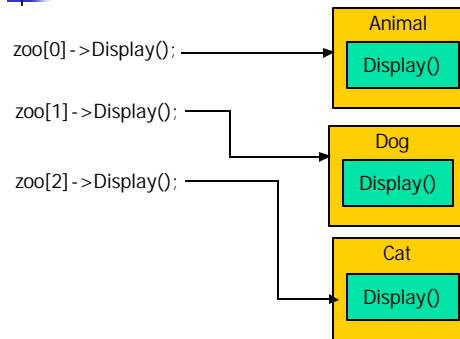 Animal
zoo[0]->Display();
Display()
zoo[1]->Display();
Dog
Display()
zoo[2]->Display();
Cat
Display()